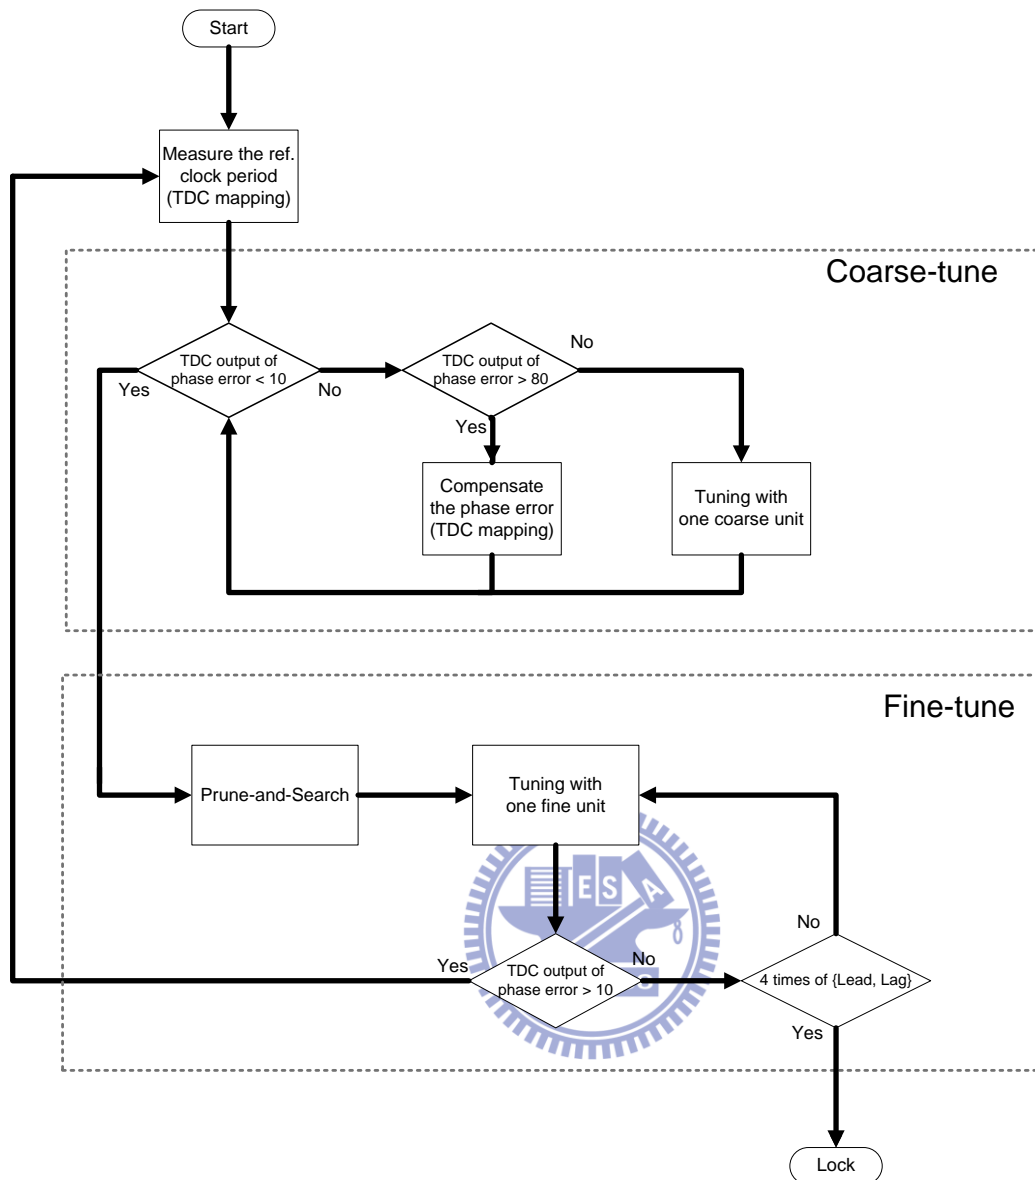 Start
Measure the ref.
clock period
(TDC mapping)
Coarse-tune
TDC output of
phase error < 10
Yes
No
TDC output of
phase error > 80
No
Yes
Compensate
the phase error
(TDC mapping)
Tuning with
one coarse unit
Fine-tune
Prune-and-Search
Tuning with
one fine unit
E S A
TDC output of
phase error > 10
Yes
No
4 times of {Lead, Lag}
No
Yes
Lock